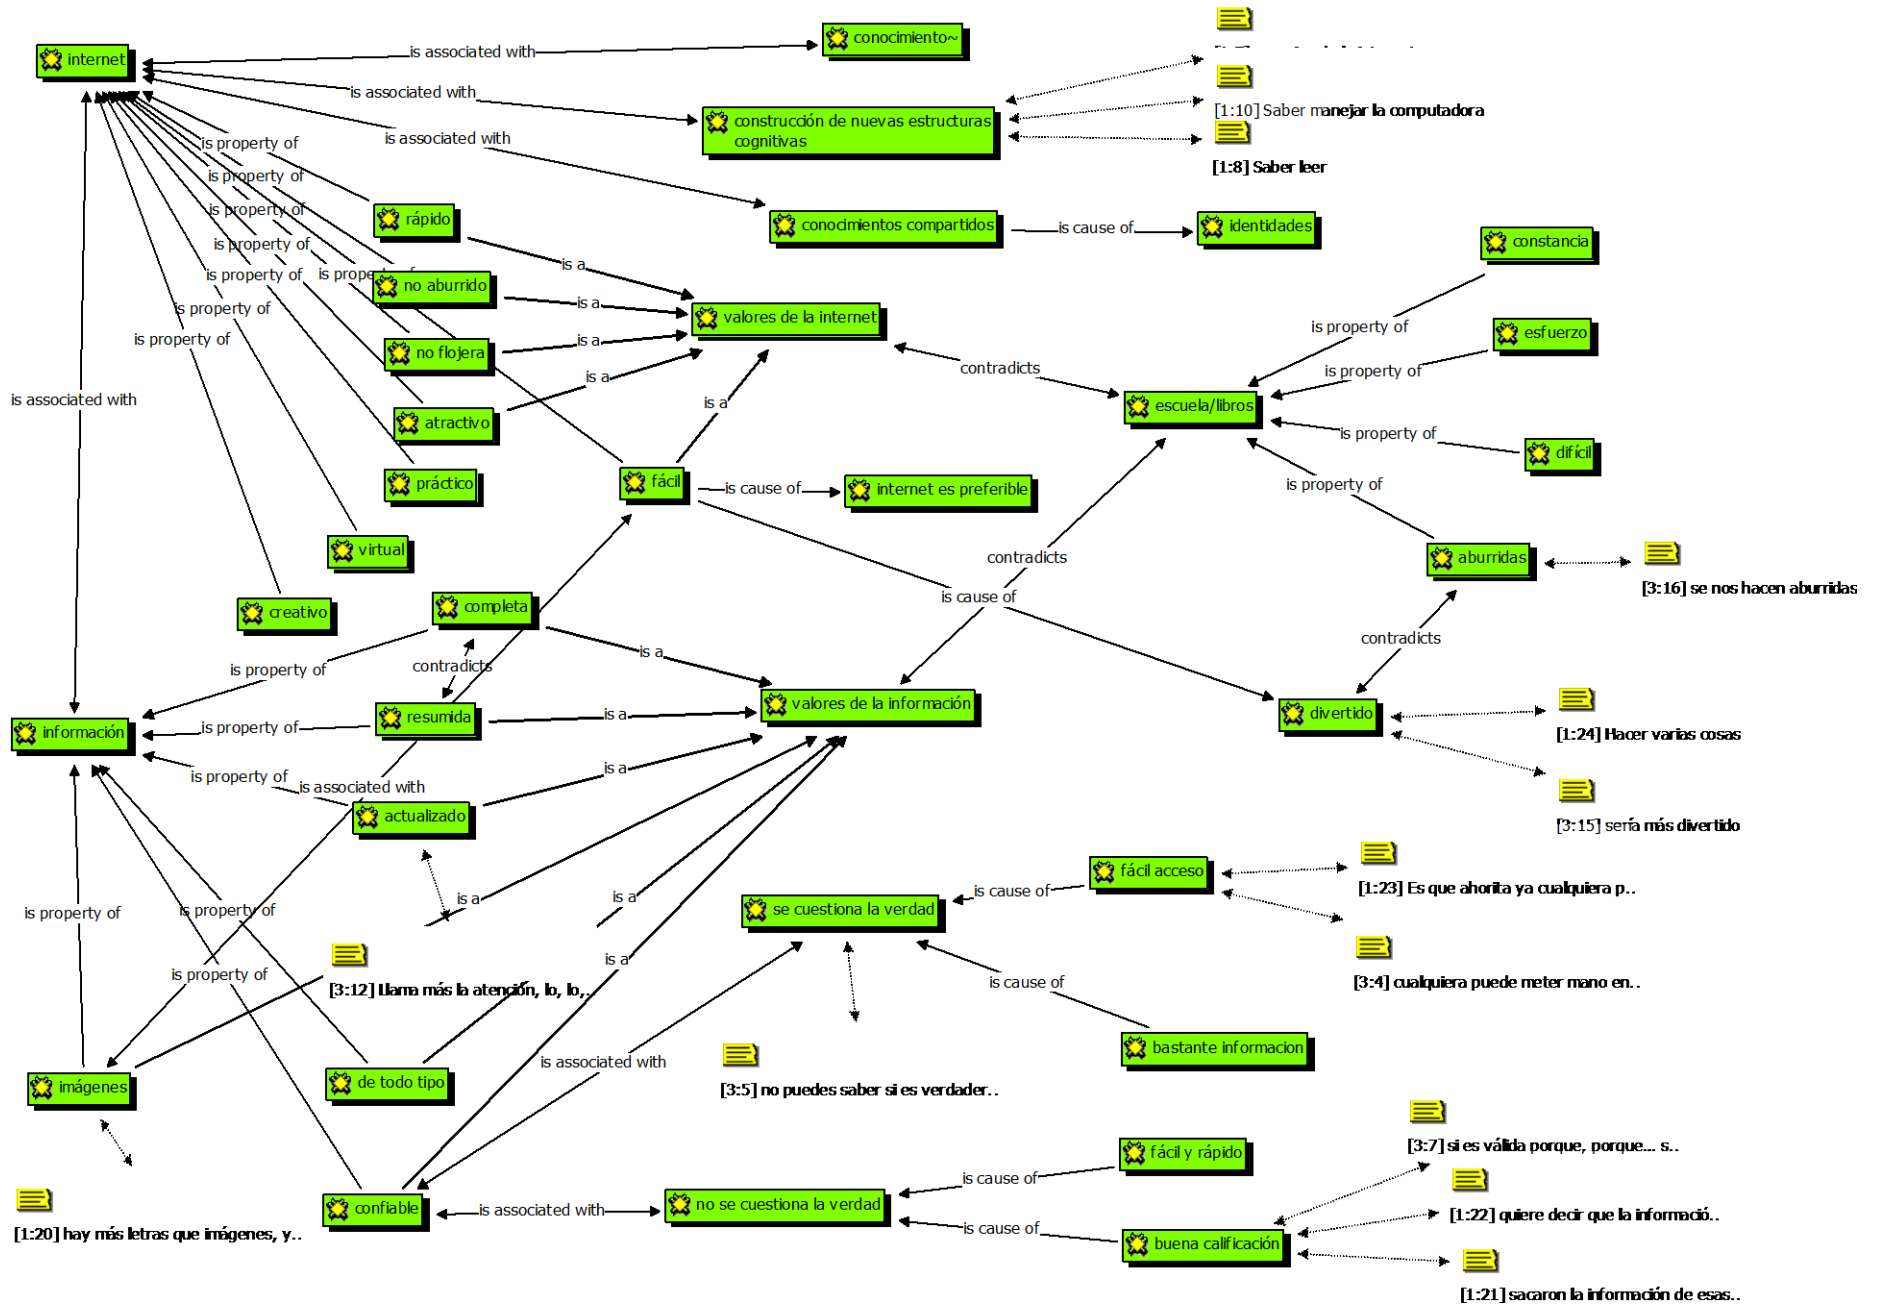 internet
is associated with
conocimiento~
is associated with
construcción de nuevas estructuras
cognitivas
[1:10] Saber manejar la computadora
[1:8] Saber leer
is associated with
conocimientos compartidos
is cause of
identidades
is property of
is property of
is property of
is property of
is property of
is property of
is property of
is property of
rápido
is a
no aburrido
is a
no flojera
is a
atractivo
is a
valores de la internet
práctico
fácil
is a
is cause of
internet es preferible
virtual
creativo
contradicts
escuela/libros
constancia
is property of
esfuerzo
is property of
difícil
is property of
is property of
aburridas
[3:16] se nos hacen aburridas
contradicts
contradicts
is cause of
divertido
[1:24] Hacer varias cosas
[3:15] sería más divertido
is associated with
completa
is a
is property of
contradicts
información
is property of
resumida
is a
valores de la información
is property of
is associated with
actualizado
is a
is a
is a
is a
is property of
is property of
is property of
[3:12] Llama más la atención, lo, lo,..
imágenes
de todo tipo
[1:20] hay más letras que imágenes, y..
confiable
is associated with
se cuestiona la verdad
is cause of
fácil acceso
[1:23] Es que ahorita ya cualquiera p..
[3:4] cualquiera puede meter mano en..
is cause of
bastante informacion
[3:5] no puedes saber si es verdader..
is associated with
no se cuestiona la verdad
is cause of
fácil y rápido
is cause of
buena calificación
[3:7] si es válida porque, porque... s..
[1:22] quiere decir que la informació..
[1:21] sacaron la información de esas..